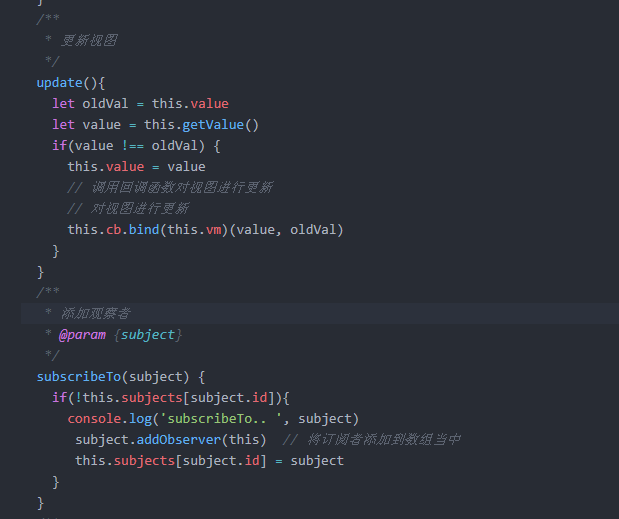 }
/**
 * 更新视图
 */
update(){
  let oldVal = this.value
  let value = this.getValue()
  if(value !== oldVal) {
    this.value = value
    // 调用回调函数对视图进行更新
    // 对视图进行更新
    this.cb.bind(this.vm)(value, oldVal)
  }
}
/**
 * 添加观察者
 * @param {subject}
 */
subscribeTo(subject) {
  if(!this.subjects[subject.id]){
    console.log('subscribeTo.. ', subject)
     subject.addObserver(this)  // 将订阅者添加到数组当中
     this.subjects[subject.id] = subject
  }
}